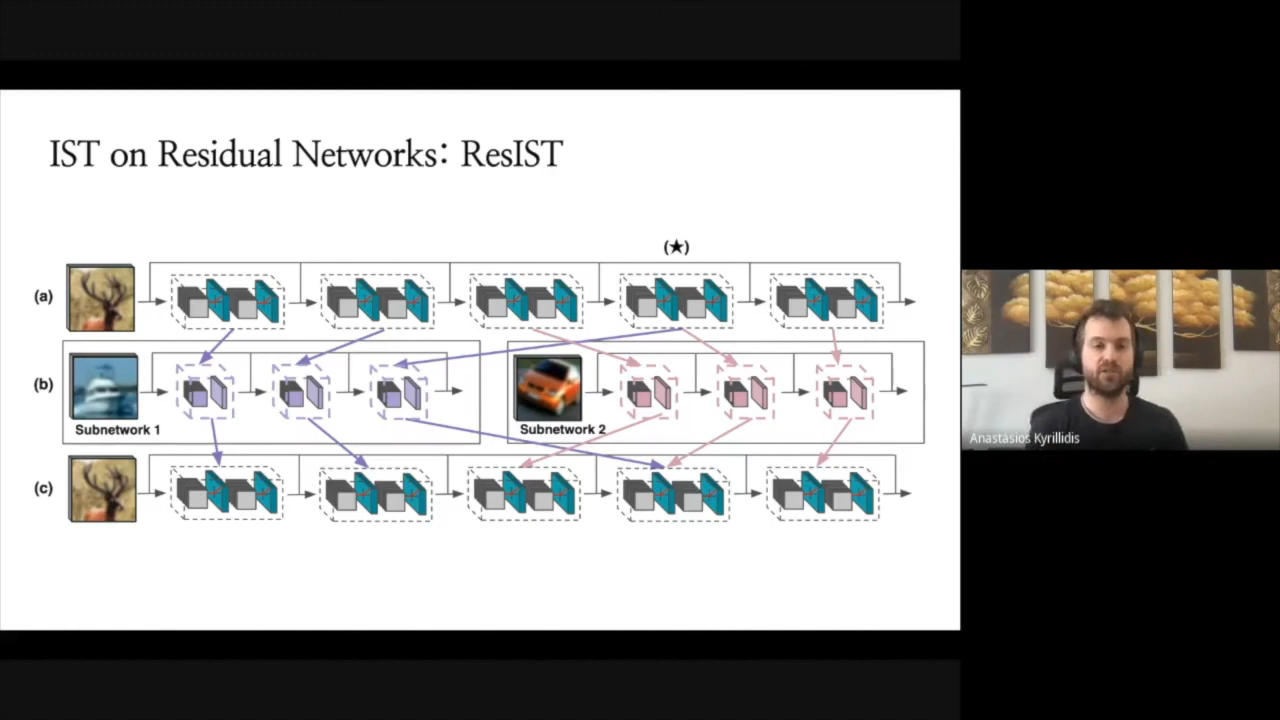 IST on Residual Networks: ResIST
(★)
(a)
(b)
Subnetwork 1
Subnetwork 2
(c)
Anastasios Kyrillidis